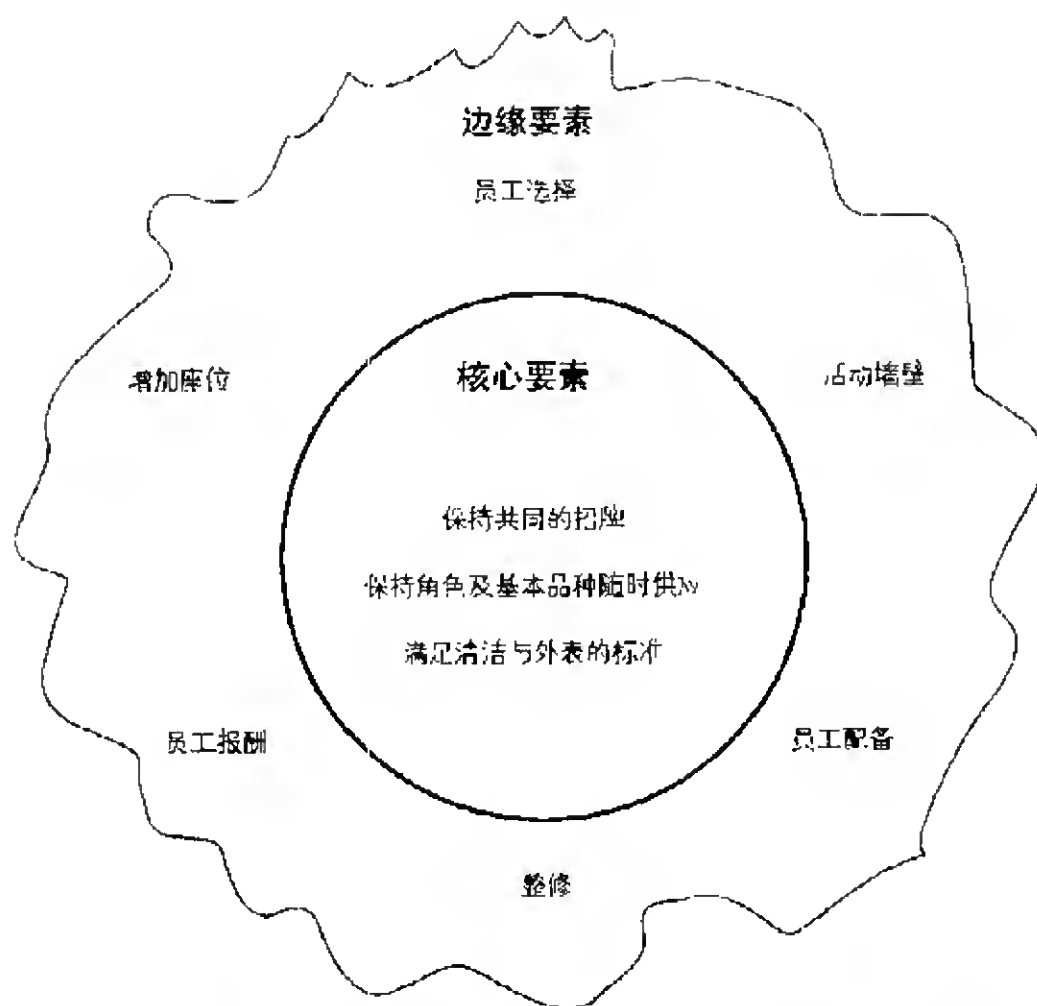 边缘要素
员工选择
增加座位
核心要素
活动墙壁
保持共同的招牌
保持角色及基本品种随时供
满足清洁与外表的标准
员工报酬
员工配备
整修